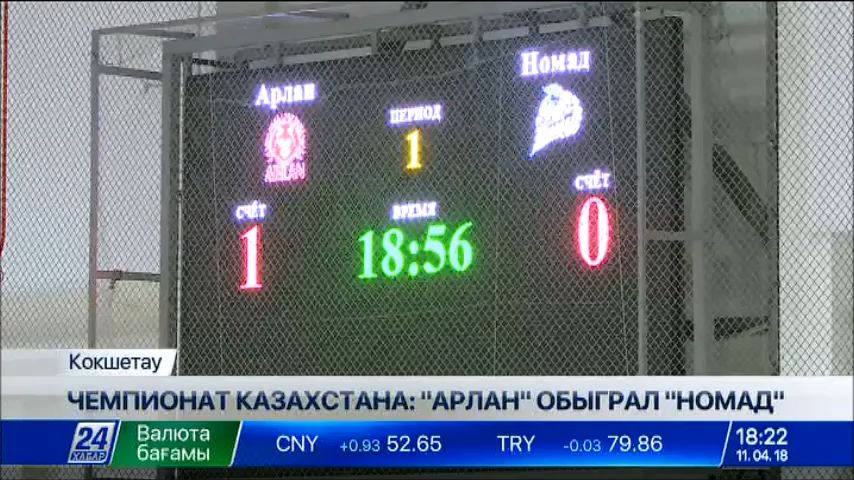 Арлан
Номад
ПЕРИОД
1
ARLAN
СЧЁТ
ВРЕМЯ
СЧЁТ
1
18:56
0
Кокшетау
ЧЕМПИОНАТ КАЗАХСТАНА: "АРЛАН" ОБЫГРАЛ "НОМАД"
24 ХАБАР
Валюта бағамы
CNY +0.93 52.65
TRY -0.03 79.86
18:22
11.04.18